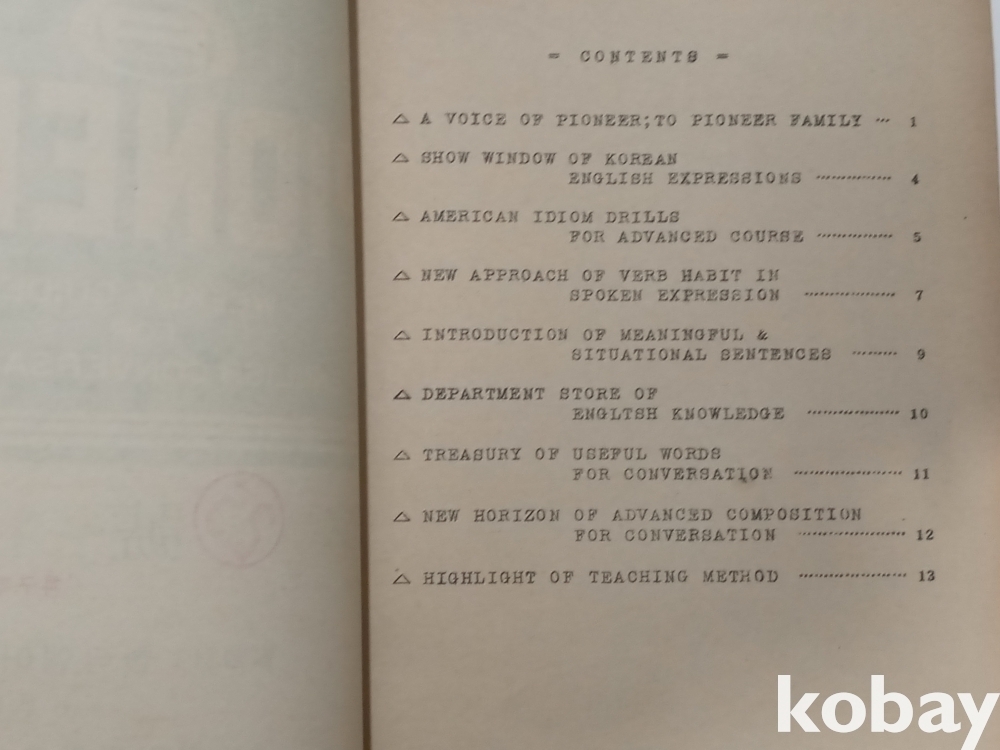 = CONTENTS =
△ A VOICE OF PIONEER;TO PIONEER FAMILY ··· 1
△ SHOW WINDOW OF KOREAN
ENGLISH EXPRESSIONS ··············· 4
△ AMERICAN IDIOM DRILLS
FOR ADVANCED COURSE ··············· 5
△ NEW APPROACH OF VERB HABIT IN
SPOKEN EXPRESSION ·················· 7
△ INTRODUCTION OF MEANINGFUL &
SITUATIONAL SENTENCES ········· 9
△ DEPARTMENT STORE OF
ENGLTSH KNOWLEDGE ·················· 10
△ TREASURY OF USEFUL WORDS
FOR CONVERSATION ····················· 11
△ NEW HORIZON OF ADVANCED COMPOSITION
FOR CONVERSATION ····················· 12
△ HIGHLIGHT OF TEACHING METHOD ····················· 13
kobay